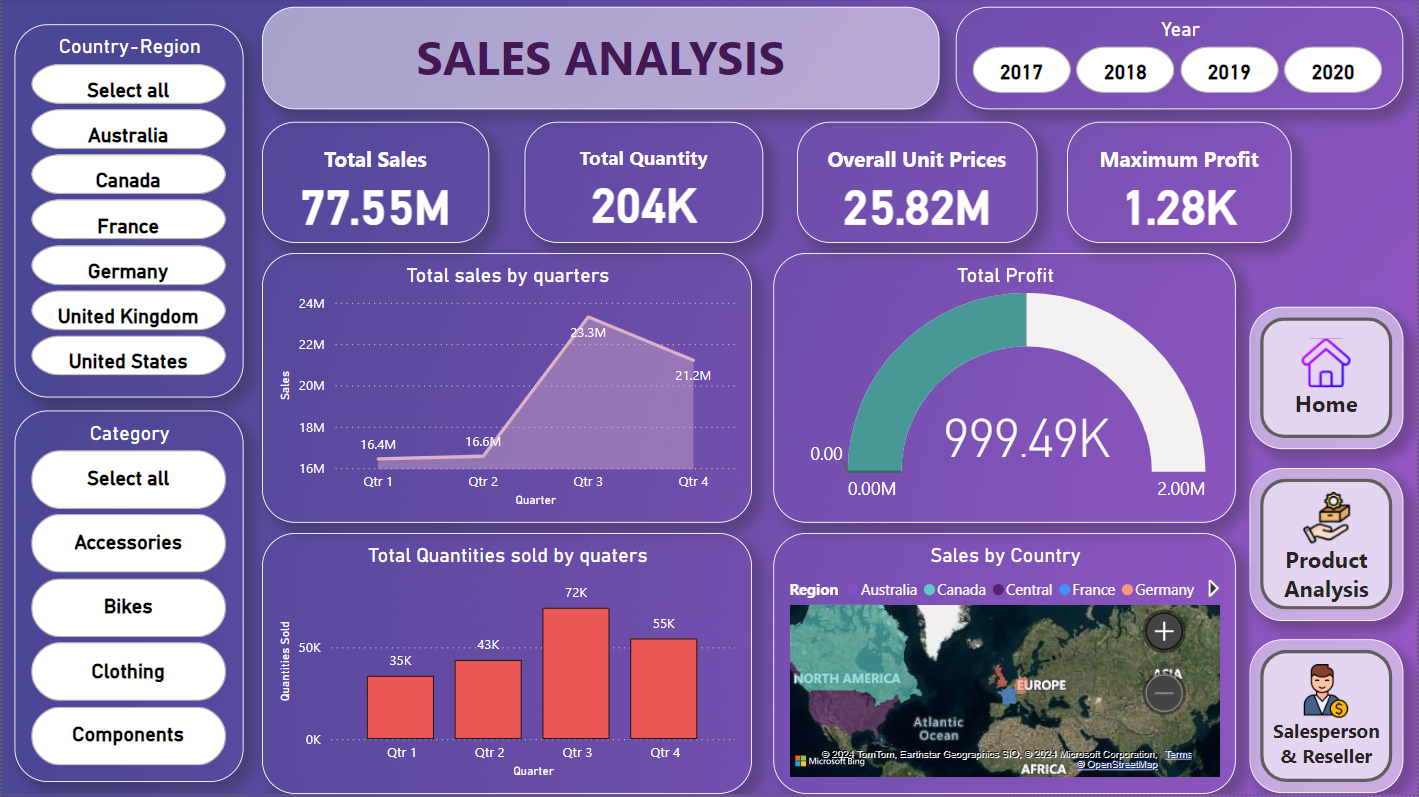 Country-Region
Select all
Australia
Canada
France
Germany
United Kingdom
United States
Category
Select all
Accessories
Bikes
Clothing
Components
SALES ANALYSIS
Year
2017 2018 2019 2020
Total Sales
77.55M
Total Quantity
204K
Overall Unit Prices
25.82M
Maximum Profit
1.28K
Total sales by quarters
Sales
24M
22M
20M
18M
16M
16.4M
16.6M
23.3M
21.2M
Qtr 1 Qtr 2 Qtr 3 Qtr 4
Quarter
Total Profit
0.00
999.49K
0.00M 2.00M
Total Quantities sold by quaters
Quantities Sold
50K
0K
35K
43K
72K
55K
Qtr 1 Qtr 2 Qtr 3 Qtr 4
Quarter
Sales by Country
Region Australia Canada Central France Germany
NORTH AMERICA
EUROPE
ASIA
Atlantic
Ocean
AFRICA
Microsoft Bing
© 2024 TomTom, Earthstar Geographics SIO, © 2024 Microsoft Corporation, Terms
© OpenStreetMap
Home
Product
Analysis
Salesperson
& Reseller